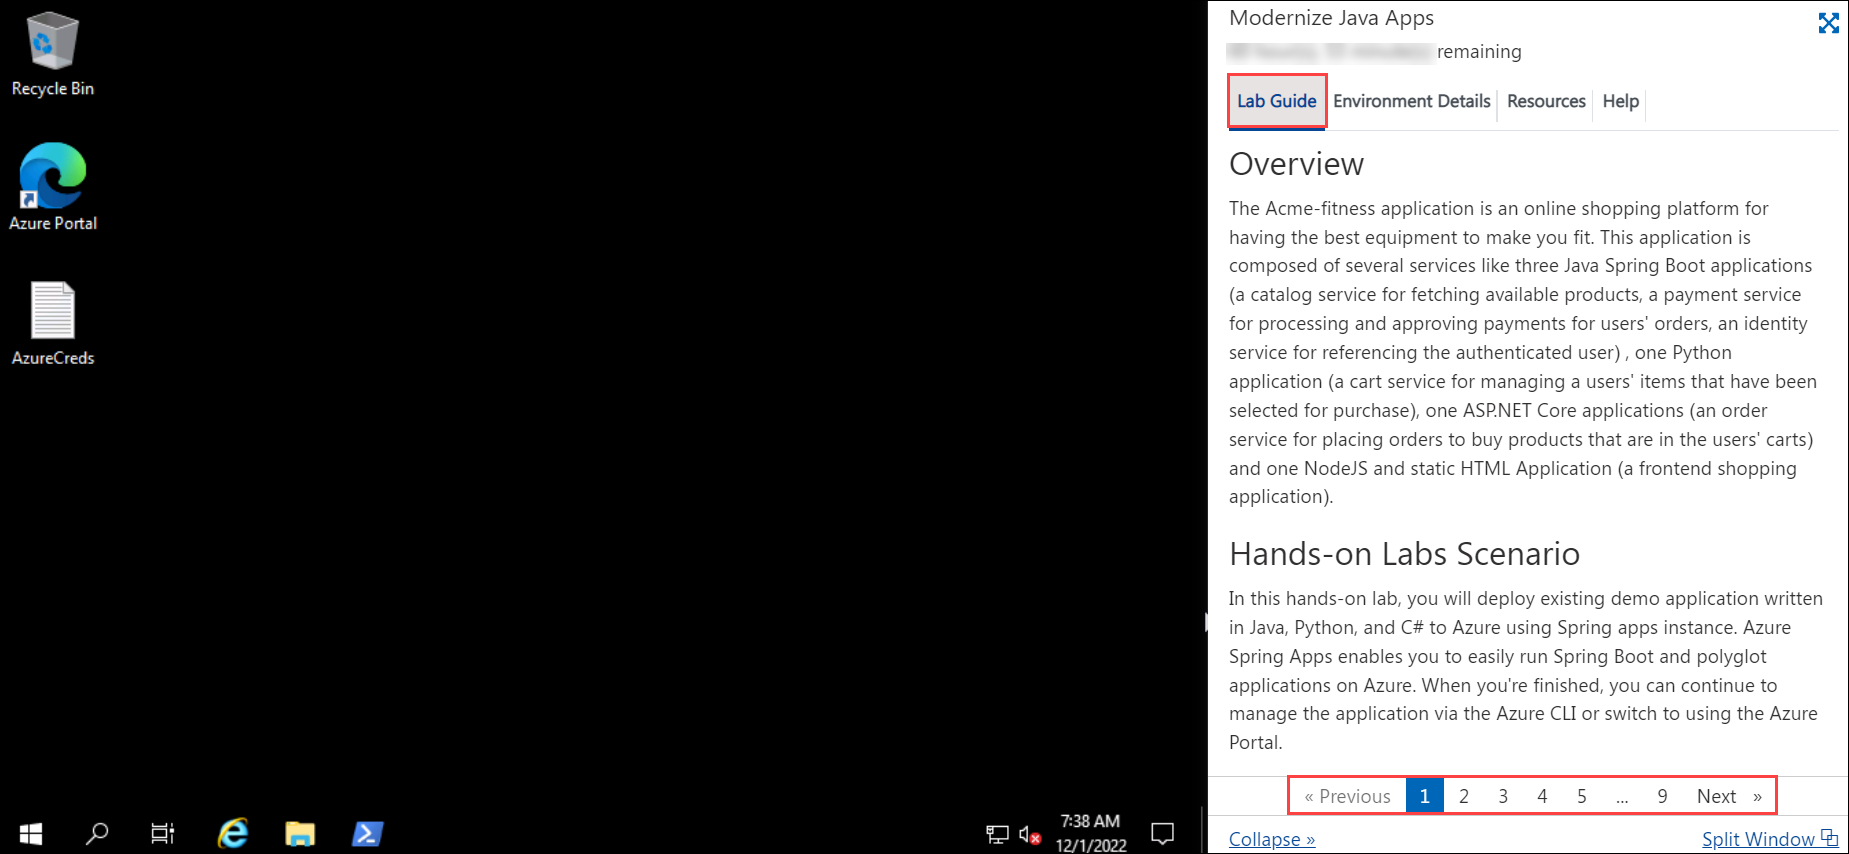 Recycle Bin
Azure Portal
AzureCreds
7:38 AM
12/1/2022
Modernize Java Apps
remaining
Lab Guide
Environment Details
Resources
Help
Overview
The Acme-fitness application is an online shopping platform for
having the best equipment to make you fit. This application is
composed of several services like three Java Spring Boot applications
(a catalog service for fetching available products, a payment service
for processing and approving payments for users' orders, an identity
service for referencing the authenticated user) , one Python
application (a cart service for managing a users' items that have been
selected for purchase), one ASP.NET Core applications (an order
service for placing orders to buy products that are in the users' carts)
and one NodeJS and static HTML Application (a frontend shopping
application).
Hands-on Labs Scenario
In this hands-on lab, you will deploy existing demo application written
in Java, Python, and C# to Azure using Spring apps instance. Azure
Spring Apps enables you to easily run Spring Boot and polyglot
applications on Azure. When you're finished, you can continue to
manage the application via the Azure CLI or switch to using the Azure
Portal.
« Previous 1 2 3 4 5 ... 9 Next »
Collapse »
Split Window